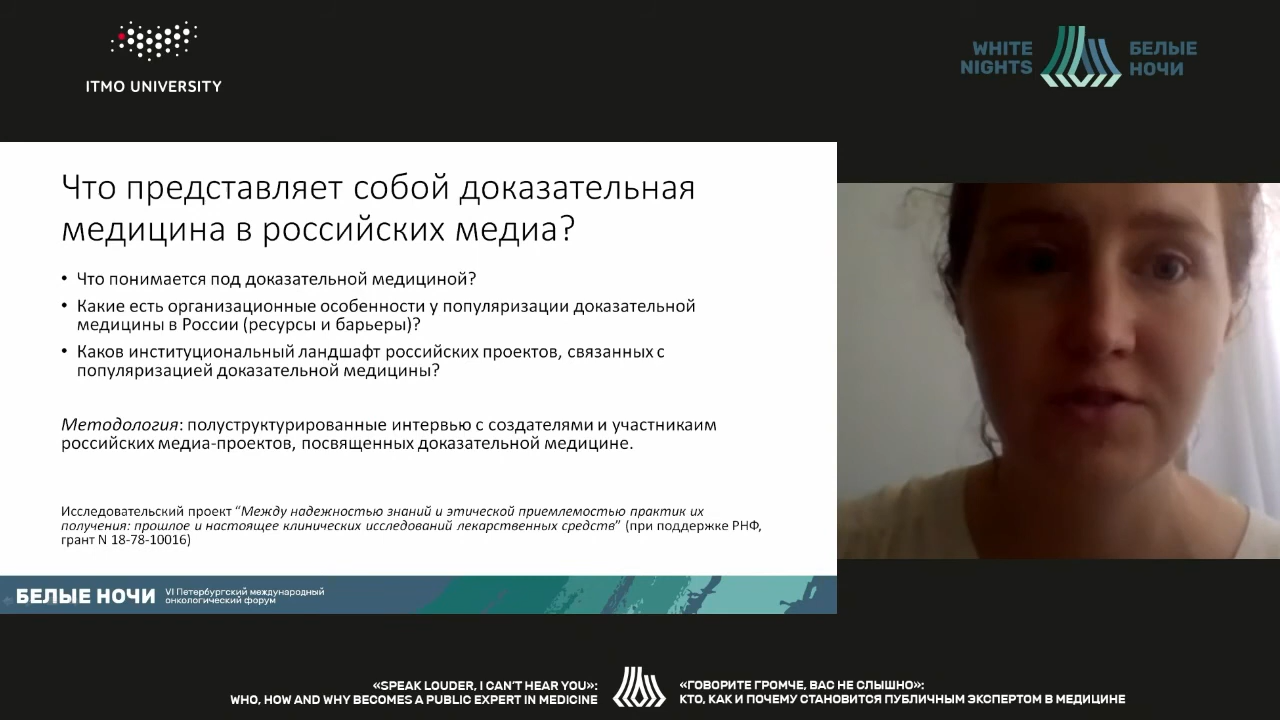 ITMO UNIVERSITY
WHITE
NIGHTS
БЕЛЫЕ
НОЧИ
Что представляет собой доказательная
медицина в российских медиа?
• Что понимается под доказательной медициной?
• Какие есть организационные особенности у популяризации доказательной
медицины в России (ресурсы и барьеры)?
• Каков институциональный ландшафт российских проектов, связанных с
популяризацией доказательной медицины?
Методология: полуструктурированные интервью с создателями и участникаим
российских медиа-проектов, посвященных доказательной медицине.
Исследовательский проект “Между надежностью знаний и этической приемлемостью практик их
получения: прошлое и настоящее клинических исследований лекарственных средств” (при поддержке РНФ,
грант N 18-78-10016)
БЕЛЫЕ НОЧИ
VI Петербургский международный
онкологический форум
«SPEAK LOUDER, I CAN'T HEAR YOU»:
WHO, HOW AND WHY BECOMES A PUBLIC EXPERT IN MEDICINE
«ГОВОРИТЕ ГРОМЧЕ, ВАС НЕ СЛЫШНО»:
КТО, КАК И ПОЧЕМУ СТАНОВИТСЯ ПУБЛИЧНЫМ ЭКСПЕРТОМ В МЕДИЦИНЕ